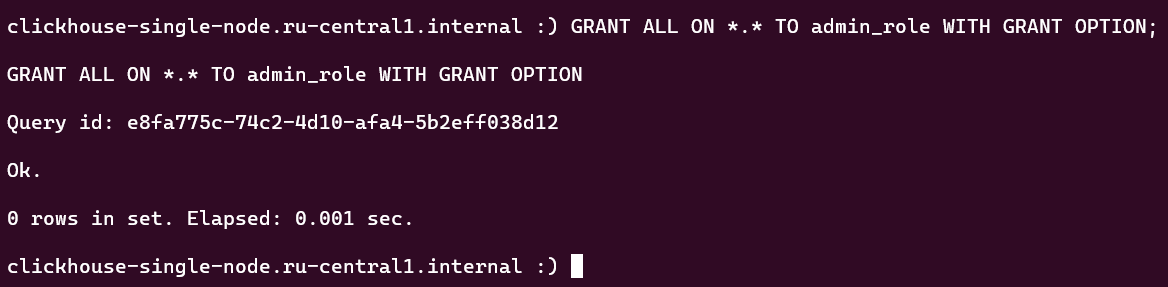 clickhouse-single-node.ru-central1.internal :) GRANT ALL ON *.* TO admin_role WITH GRANT OPTION;
GRANT ALL ON *.* TO admin_role WITH GRANT OPTION
Query id: e8fa775c-74c2-4d10-afa4-5b2eff038d12
Ok.
0 rows in set. Elapsed: 0.001 sec.
clickhouse-single-node.ru-central1.internal :)